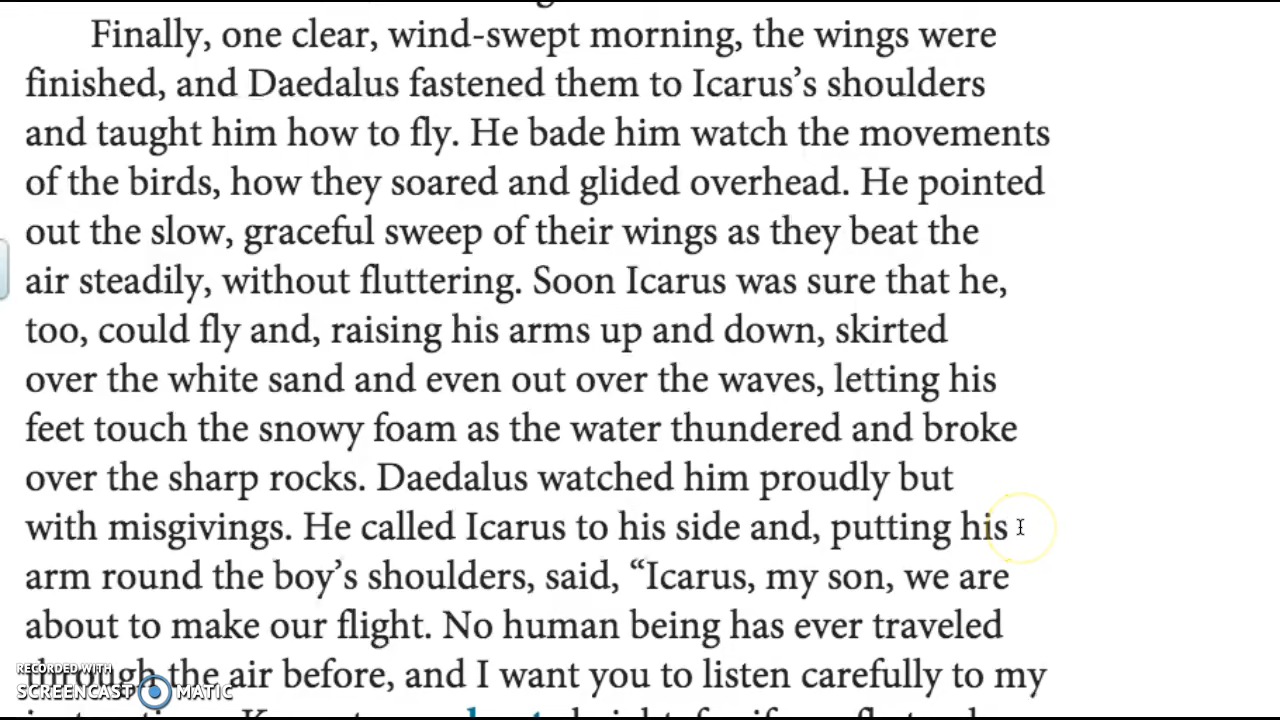 Finally, one clear, wind-swept morning, the wings were
finished, and Daedalus fastened them to Icarus’s shoulders
and taught him how to fly. He bade him watch the movements
of the birds, how they soared and glided overhead. He pointed
out the slow, graceful sweep of their wings as they beat the
air steadily, without fluttering. Soon Icarus was sure that he,
too, could fly and, raising his arms up and down, skirted
over the white sand and even out over the waves, letting his
feet touch the snowy foam as the water thundered and broke
over the sharp rocks. Daedalus watched him proudly but
with misgivings. He called Icarus to his side and, putting his
arm round the boy’s shoulders, said, “Icarus, my son, we are
about to make our flight. No human being has ever traveled
through the air before, and I want you to listen carefully to my
RECORDED WITH
SCREENCAST MATIC